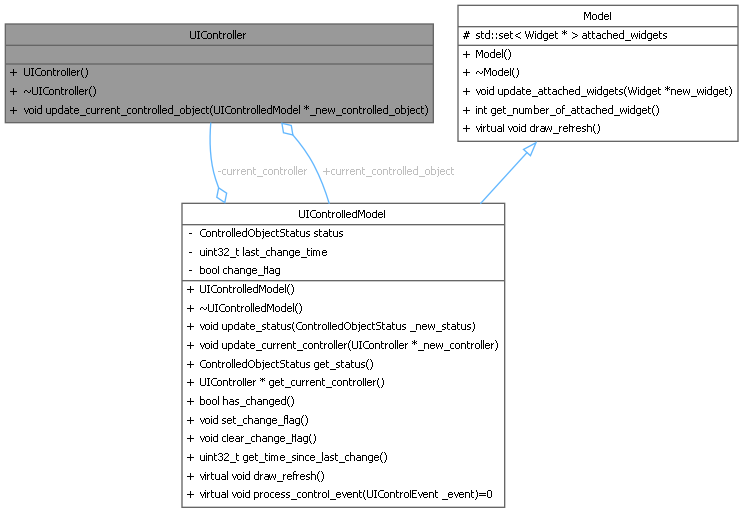 UIController
+ UIController()
+ ~UIController()
+ void update_current_controlled_object(UIControlledModel *_new_controlled_object)
Model
# std::set< Widget * > attached_widgets
+ Model()
+ ~Model()
+ void update_attached_widgets(Widget *new_widget)
+ int get_number_of_attached_widget()
+ virtual void draw_refresh()
-current_controller
+current_controlled_object
UIControlledModel
- ControlledObjectStatus status
- uint32_t last_change_time
- bool change_flag
+ UIControlledModel()
+ ~UIControlledModel()
+ void update_status(ControlledObjectStatus _new_status)
+ void update_current_controller(UIController *_new_controller)
+ ControlledObjectStatus get_status()
+ UIController * get_current_controller()
+ bool has_changed()
+ void set_change_flag()
+ void clear_change_flag()
+ uint32_t get_time_since_last_change()
+ virtual void draw_refresh()
+ virtual void process_control_event(UIControlEvent _event)=0